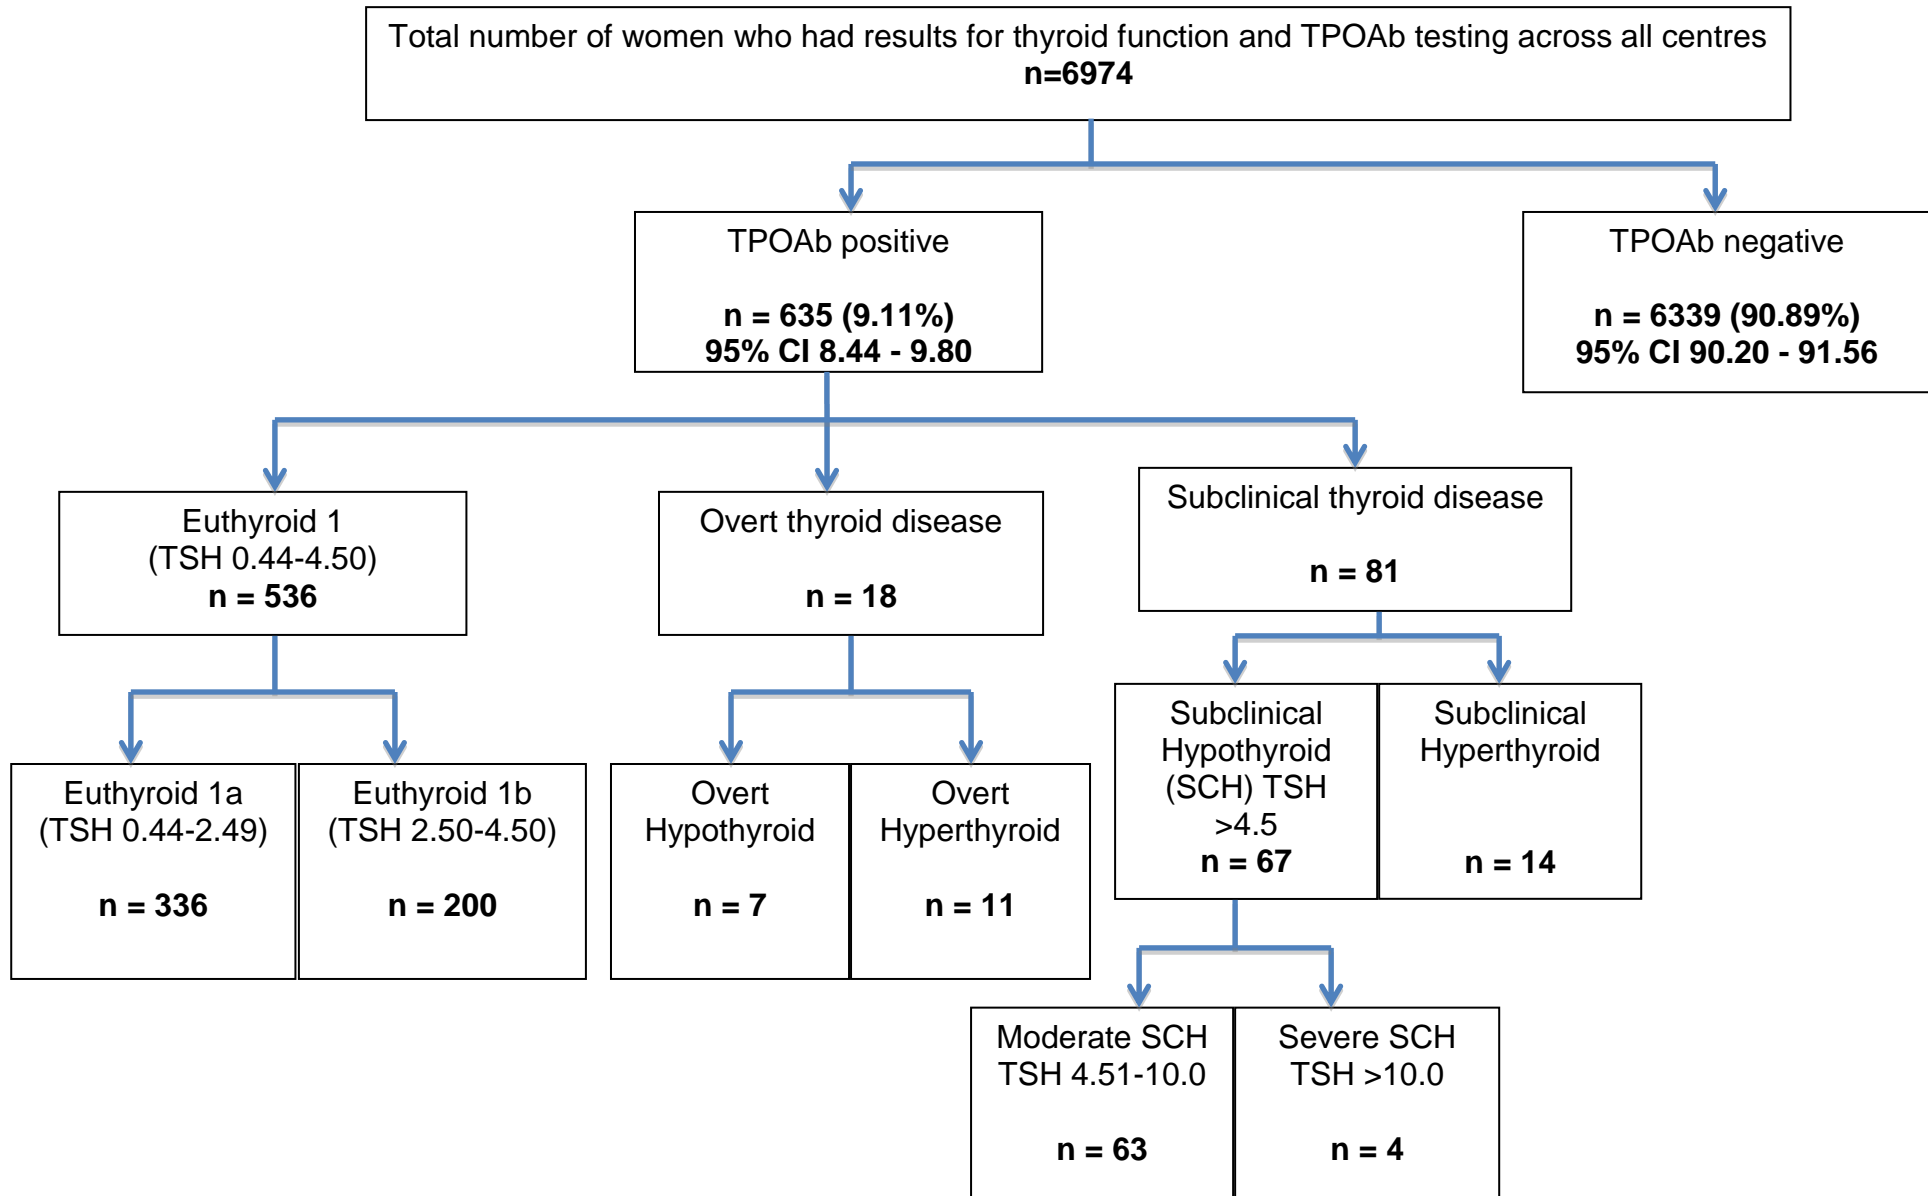 Total number of women who had results for thyroid function and TPOAb testing across all centres
n=6974
TPOAb positive
n = 635 (9.11%)
95% CI 8.44 - 9.80
TPOAb negative
n = 6339 (90.89%)
95% CI 90.20 - 91.56
Euthyroid 1
(TSH 0.44-4.50)
n = 536
Overt thyroid disease
n = 18
Subclinical thyroid disease
n = 81
Euthyroid 1a
(TSH 0.44-2.49)
n = 336
Euthyroid 1b
(TSH 2.50-4.50)
n = 200
Overt
Hypothyroid
n = 7
Overt
Hyperthyroid
n = 11
Subclinical
Hypothyroid
(SCH) TSH
>4.5
n = 67
Subclinical
Hyperthyroid
n = 14
Moderate SCH
TSH 4.51-10.0
n = 63
Severe SCH
TSH >10.0
n = 4